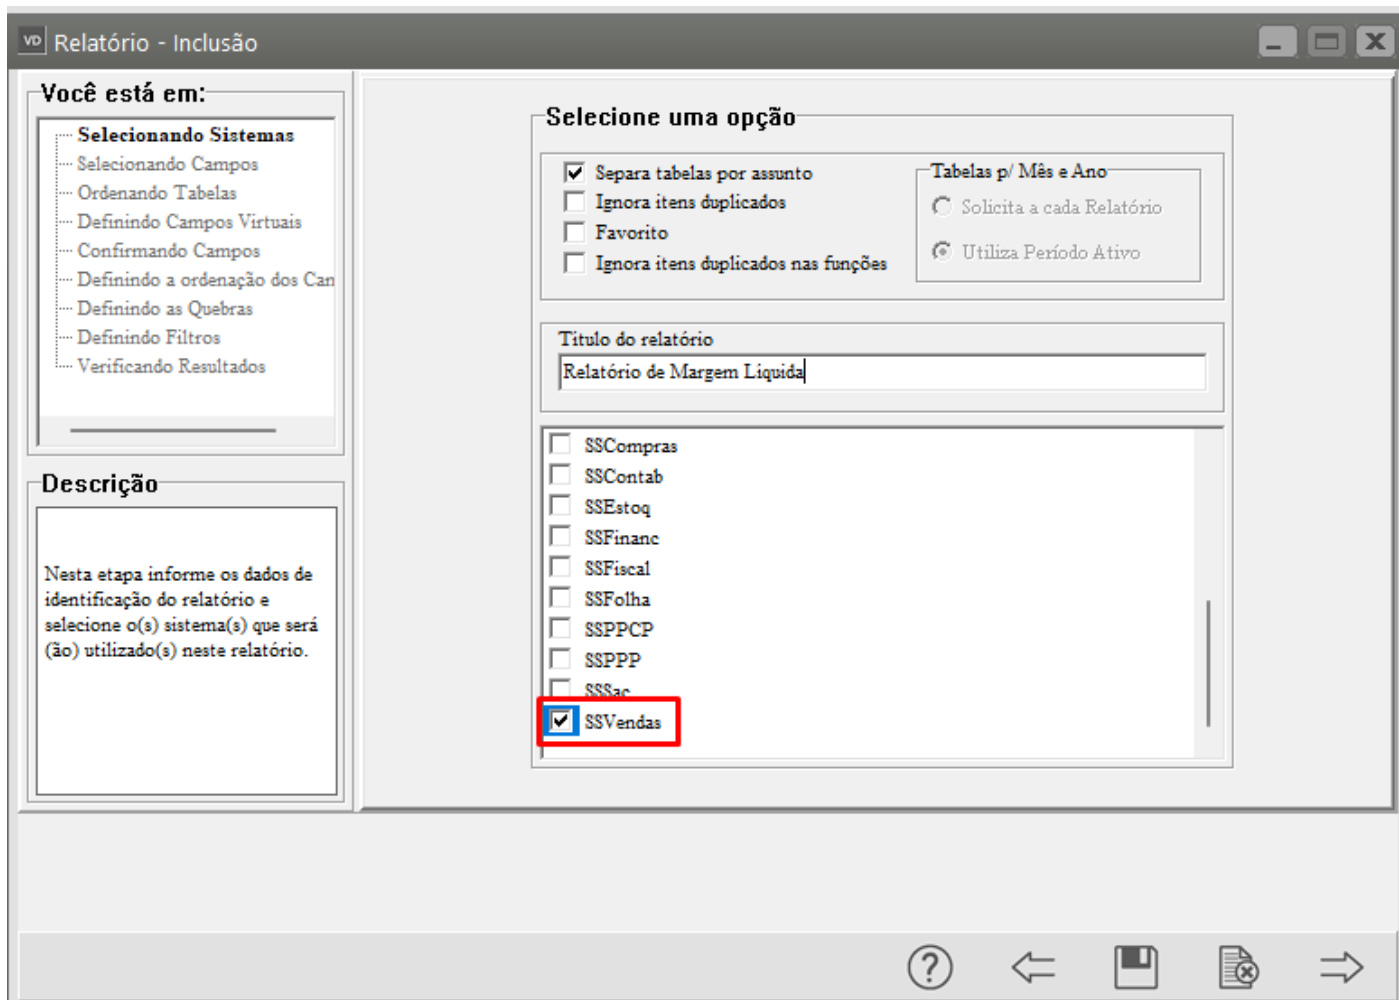 VD Relatório - Inclusão
Você está em:
Selecionando Sistemas
Selecionando Campos
Ordenando Tabelas
Definindo Campos Virtuais
Confirmando Campos
Definindo a ordenação dos Cam
Definindo as Quebras
Definindo Filtros
Verificando Resultados
Descrição
Nesta etapa informe os dados de
identificação do relatório e
selecione o(s) sistema(s) que será
(ão) utilizado(s) neste relatório.
Selecione uma opção
Separa tabelas por assunto
Ignora itens duplicados
Favorito
Ignora itens duplicados nas funções
Tabelas p/ Mês e Ano
Solicita a cada Relatório
Utiliza Período Ativo
Título do relatório
Relatório de Margem Líquida
SSCompras
SSContab
SSEstoq
SSFinanc
SSFiscal
SSFolha
SSPPCP
SSPPP
SSSac
SSVendas